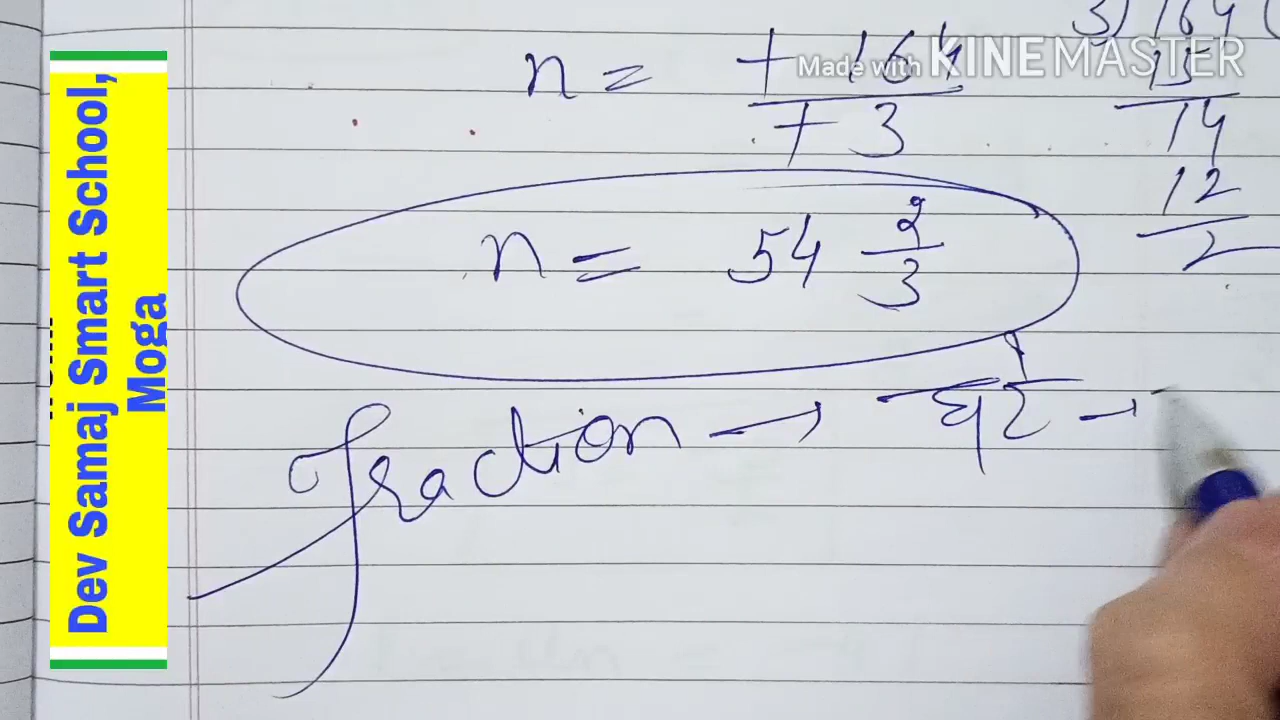 Dev Samaj Smart School,
Moga
Made with KINEMASTER
n = +164
+3
3)164(
15
14
12
2
n = 54 2/3
Fraction →